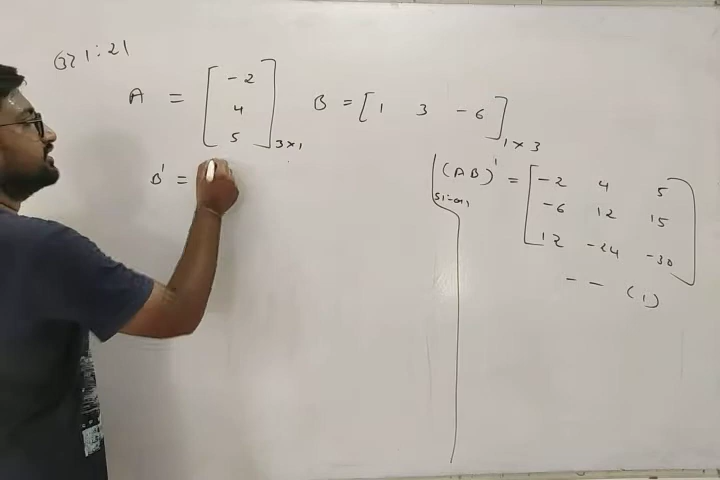 1:21
A = [ -2 4 5 ] 3×1 B = [ 1 3 -6 ] 1×3
B' =
(AB)' = [ -2 4 5
-6 12 15
12 -24 -30 ]
-- (1)